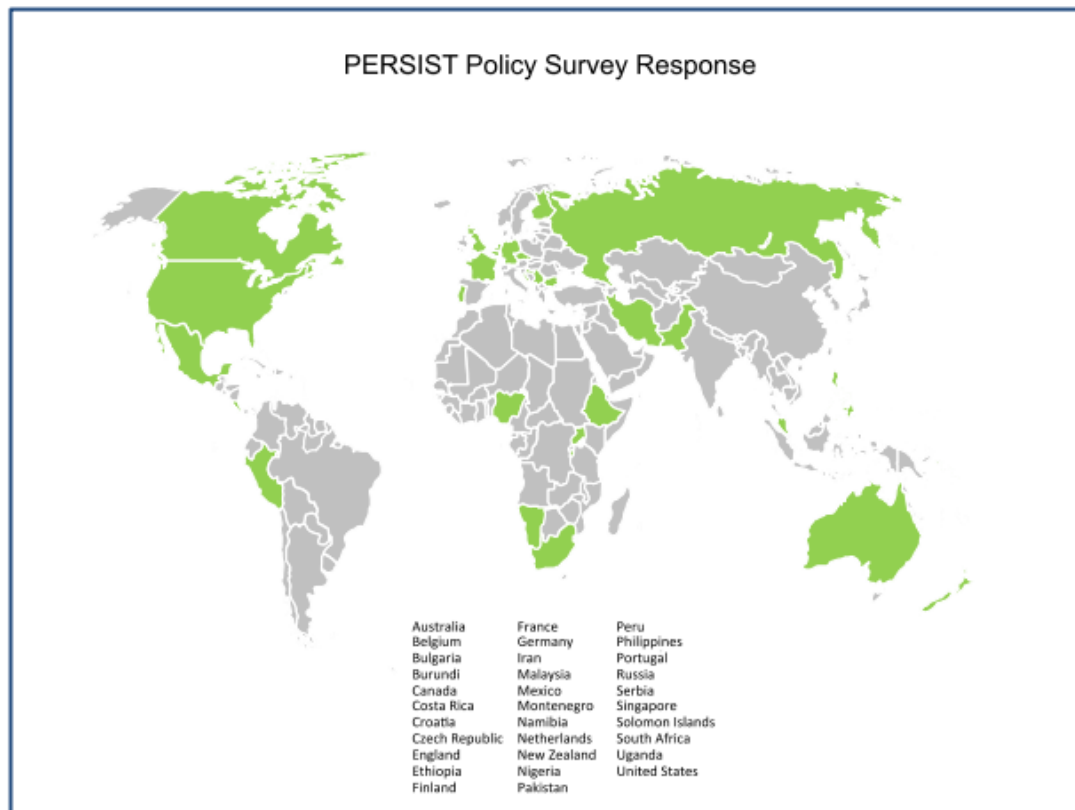 PERSIST Policy Survey Response
Australia
Belgium
Bulgaria
Burundi
Canada
Costa Rica
Croatia
Czech Republic
England
Ethiopia
Finland
France
Germany
Iran
Malaysia
Mexico
Montenegro
Namibia
Netherlands
New Zealand
Nigeria
Pakistan
Peru
Philippines
Portugal
Russia
Serbia
Singapore
Solomon Islands
South Africa
Uganda
United States